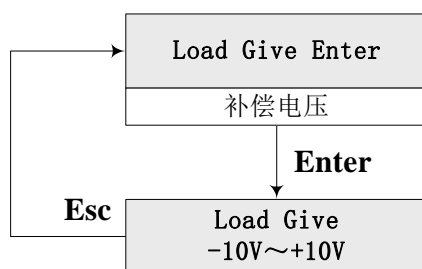 Load Give Enter
补偿电压
Enter
Esc
Load Give
-10V～+10V